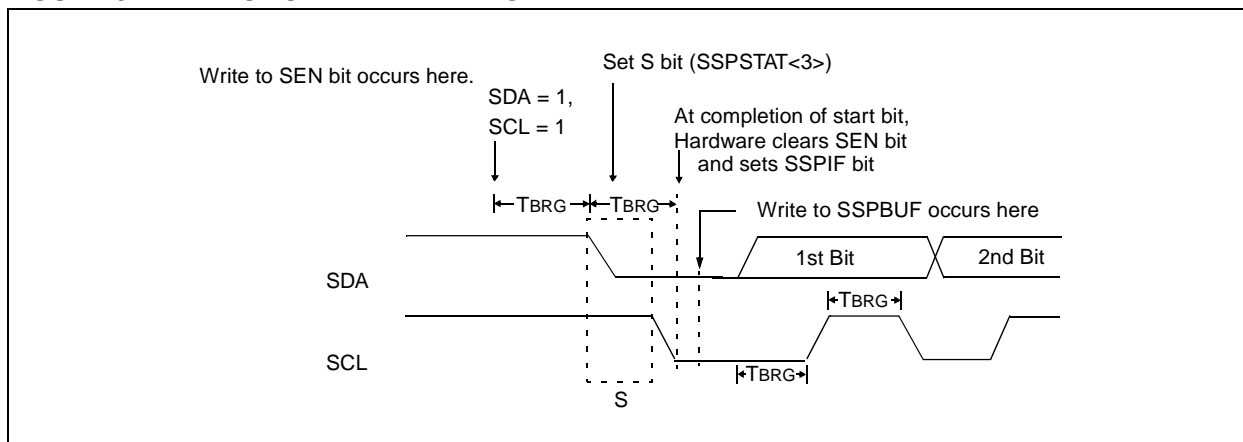 Set S bit (SSPSTAT<3>)
Write to SEN bit occurs here.
SDA = 1,
SCL = 1
At completion of start bit,
Hardware clears SEN bit
and sets SSPIF bit
TBRG
TBRG
Write to SSPBUF occurs here
SDA
1st Bit
2nd Bit
TBRG
SCL
TBRG
S